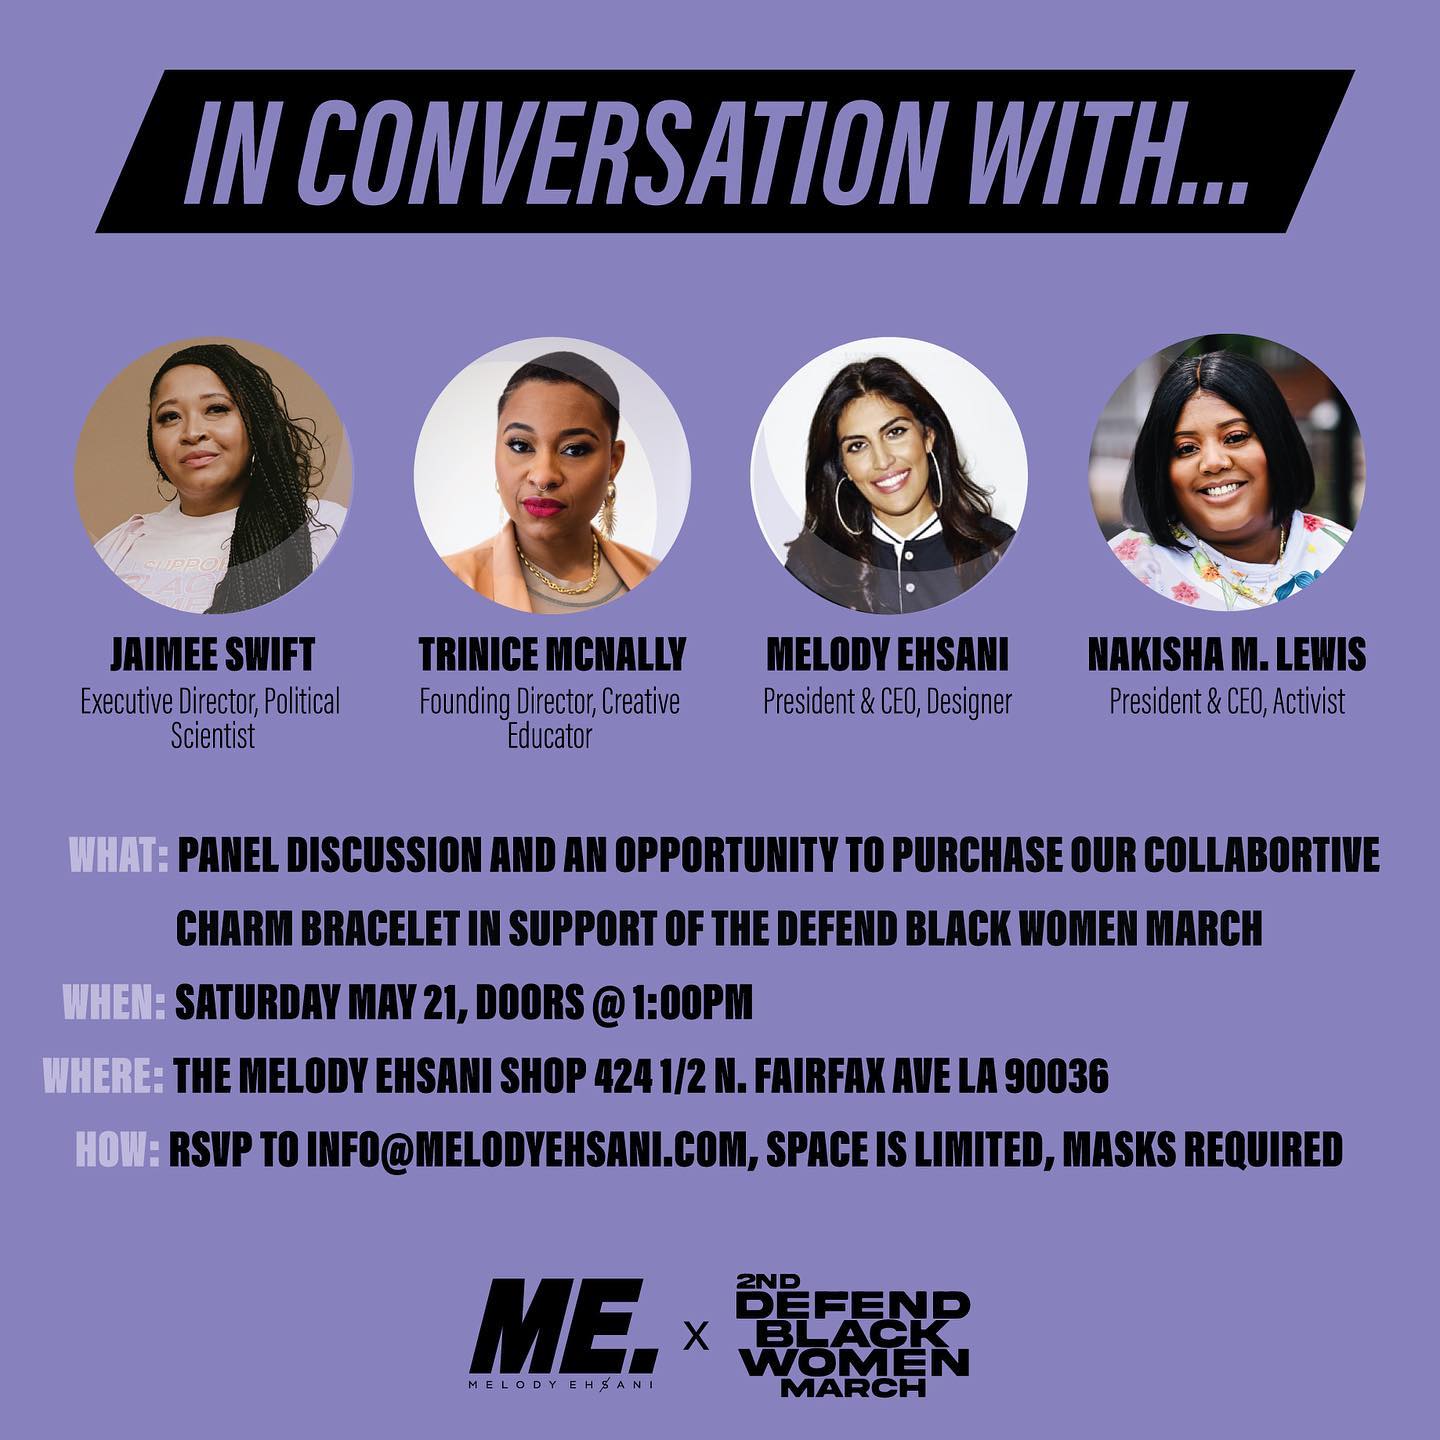 IN CONVERSATION WITH...
SUPPORT
JAIMEE SWIFT
Executive Director, Political
Scientist
TRINICE MCNALLY
Founding Director, Creative
Educator
MELODY EHSANI
President & CEO, Designer
NAKISHA M. LEWIS
President & CEO, Activist
WHAT: PANEL DISCUSSION AND AN OPPORTUNITY TO PURCHASE OUR COLLABORTIVE
CHARM BRACELET IN SUPPORT OF THE DEFEND BLACK WOMEN MARCH
WHEN: SATURDAY MAY 21, DOORS @ 1:00PM
WHERE: THE MELODY EHSANI SHOP 424 1/2 N. FAIRFAX AVE LA 90036
HOW: RSVP TO INFO@MELODYEHSANI.COM, SPACE IS LIMITED, MASKS REQUIRED
ME.
MELODY EHSANI
X
2ND
DEFEND
BLACK
WOMEN
MARCH